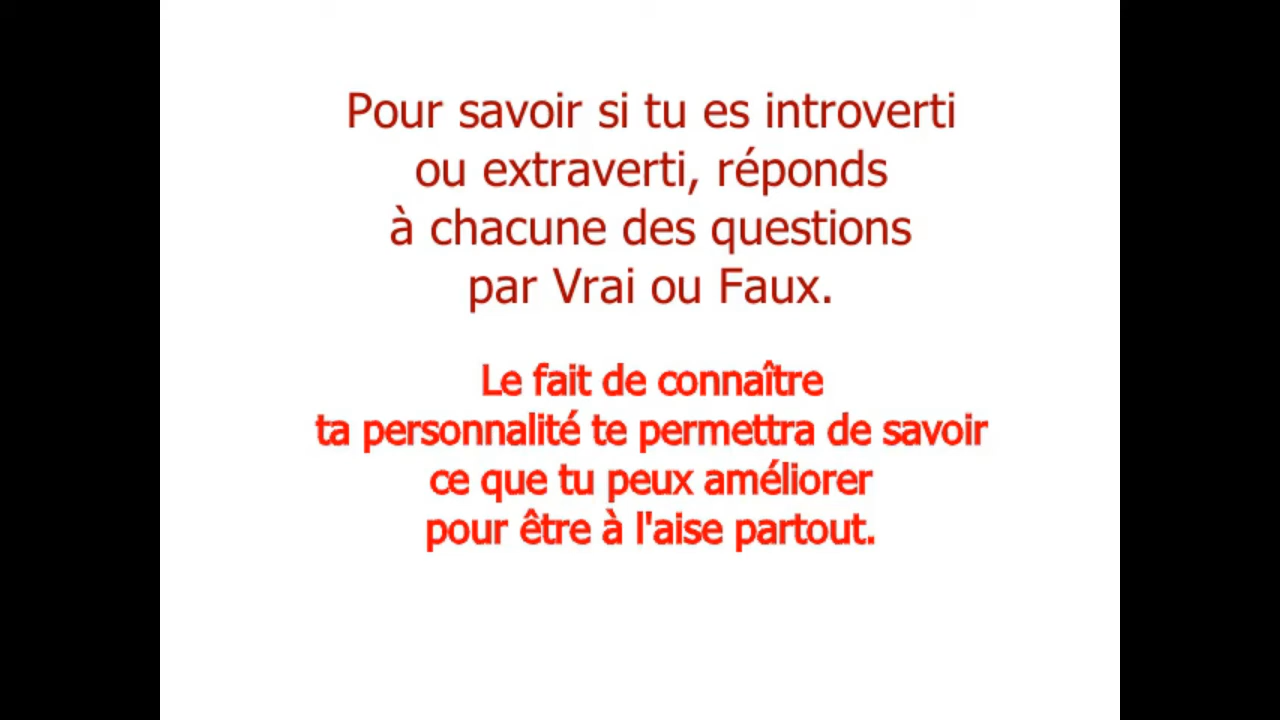 Pour savoir si tu es introverti
ou extraverti, réponds
à chacune des questions
par Vrai ou Faux.
Le fait de connaître
ta personnalité te permettra de savoir
ce que tu peux améliorer
pour être à l'aise partout.